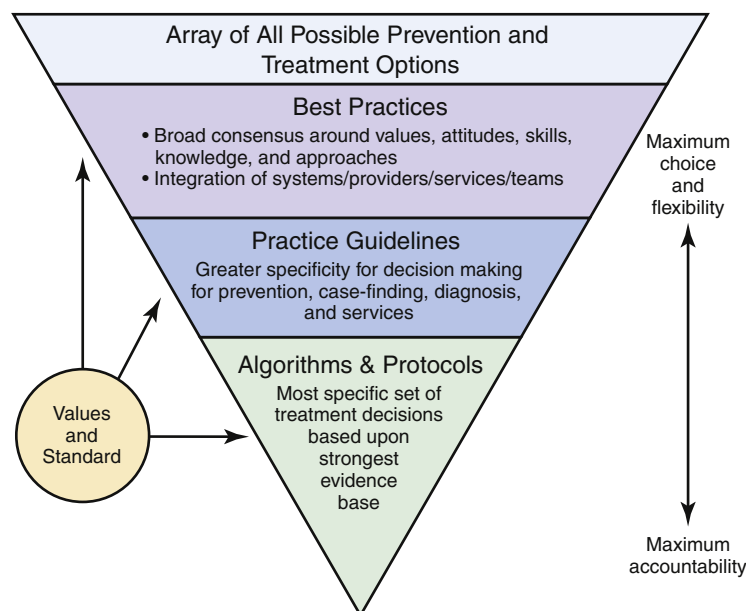 Array of All Possible Prevention and
Treatment Options
Best Practices
• Broad consensus around values, attitudes, skills,
knowledge, and approaches
• Integration of systems/providers/services/teams
Practice Guidelines
Greater specificity for decision making
for prevention, case-finding, diagnosis,
and services
Algorithms & Protocols
Most specific set of
treatment decisions
based upon
strongest
evidence
base
Values
and
Standard
Maximum
choice
and
flexibility
Maximum
accountability